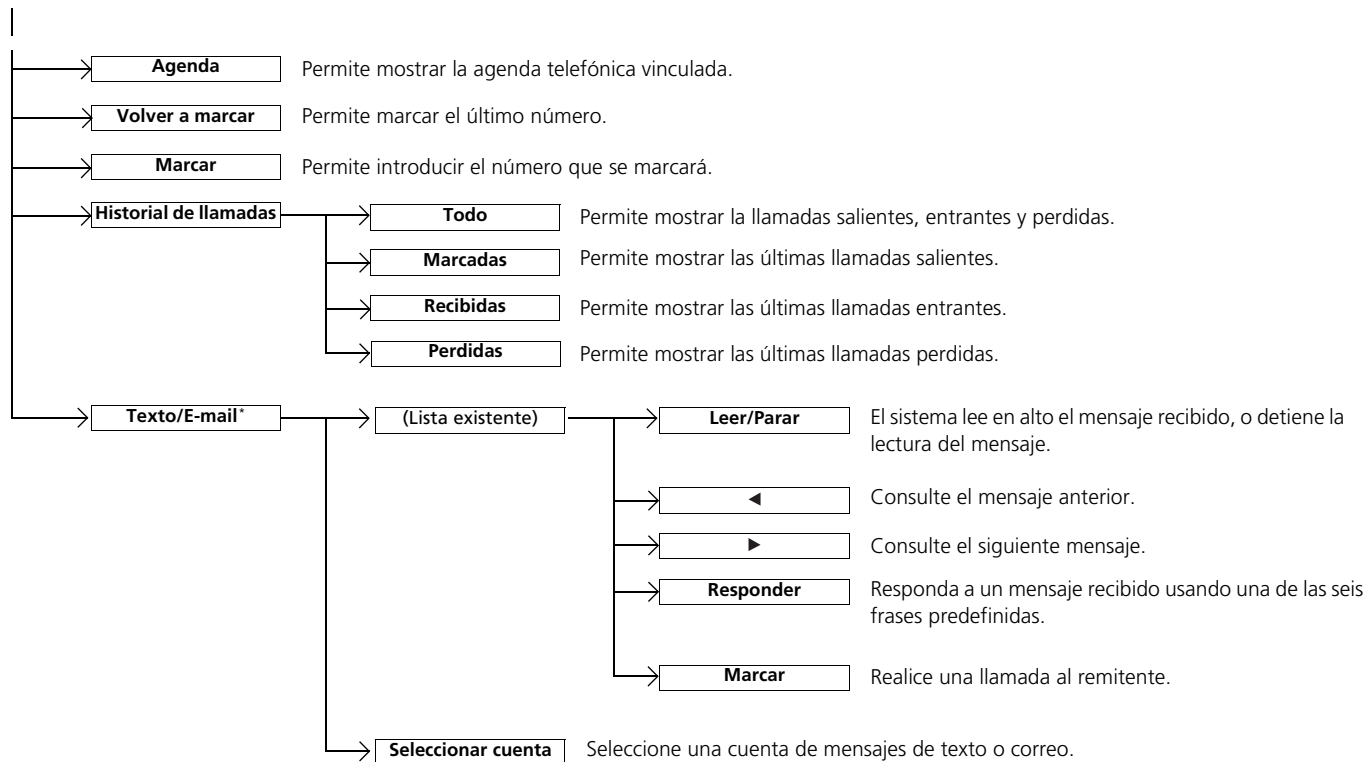 Agenda
Permite mostrar la agenda telefónica vinculada.
Volver a marcar
Permite marcar el último número.
Marcar
Permite introducir el número que se marcará.
Historial de llamadas
Todo
Permite mostrar la llamadas salientes, entrantes y perdidas.
Marcadas
Permite mostrar las últimas llamadas salientes.
Recibidas
Permite mostrar las últimas llamadas entrantes.
Perdidas
Permite mostrar las últimas llamadas perdidas.
Texto/E-mail*
(Lista existente)
Leer/Parar
El sistema lee en alto el mensaje recibido, o detiene la
lectura del mensaje.
◄
Consulte el mensaje anterior.
►
Consulte el siguiente mensaje.
Responder
Responda a un mensaje recibido usando una de las seis
frases predefinidas.
Marcar
Realice una llamada al remitente.
Seleccionar cuenta
Seleccione una cuenta de mensajes de texto o correo.